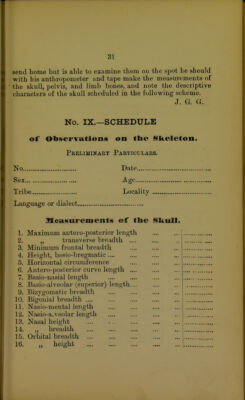 31
send home but is able to examine them on the spot he should
with his anthropometer and tape make the measurements of
the skull, pelvis, and limb bones, and note the descriptive
characters of the skull scheduled in the following scheme.
J. G. G.
No. IX.—SCHEDULE
of Observations on the Skeleton.
Preliminary Particulars.
No. Date
Sex Age
Tribe Locality
Language or dialect
Measurements of the Skull.
1. Maximum antero-posterior length
2. „ transverse breadth
3. Minimum frontal breadth
4. Height, basio-bregmatic
5. Horizontal circumference
6. Antero-posterior curve length
7. Basio-nasial length
8. Basio-alveolar (superior) length
9. Bizygomatic breadth
10. Bigonial breadth
11. Nasio-mental length
12. Nasio-alveolar length
13. Nasal height
14. „ breadth
15. Orbital breadth
16. „ height